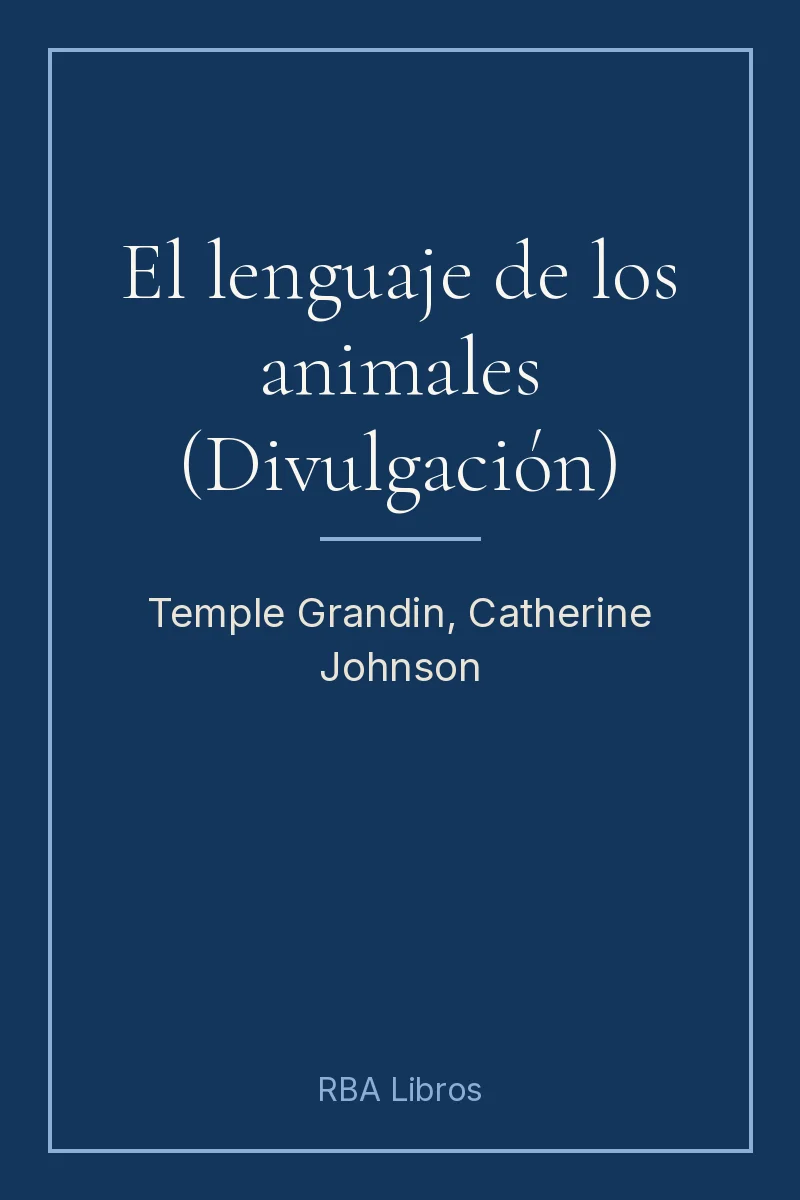 El lenguaje de los
animales
(Divulgación)
Temple Grandin, Catherine
Johnson
RBA Libros